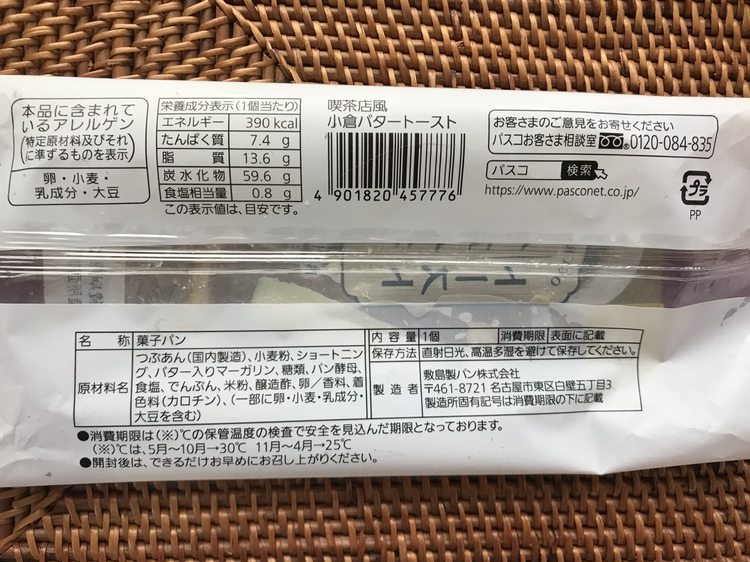 本品に含まれて
いるアレルゲン
(特定原材料及びそれ
に準ずるものを表示)
卵・小麦・
乳成分・大豆
栄養成分表示(1個当たり)
エネルギー 390 kcal
たんぱく質 7.4 g
脂 質 13.6 g
炭水化物 59.6 g
食塩相当量 0.8 g
この表示値は、目安です。
喫茶店風
小倉バタートースト
4 901820 457776
お客さまのご意見をお寄せください
パスコお客さま相談室 0120-084-835
パスコ 検索
https://www.pasconet.co.jp/
プラ
PP
名 称 菓子パン
原材料名 つぶあん(国内製造)、小麦粉、ショートニン
グ、バター入りマーガリン、糖類、パン酵母、
食塩、でんぷん、米粉、醸造酢、卵/香料、着
色料(カロチン)、(一部に卵・小麦・乳成分・
大豆を含む)
内容量 1個 消費期限 表面に記載
保存方法 直射日光、高温多湿を避けて保存してください。
製造者 敷島製パン株式会社
〒461-8721 名古屋市東区白壁五丁目3
製造所固有記号は消費期限の下に記載
●消費期限は(※)℃の保管温度の検査で安全を見込んだ期限となっております。
(※)℃は、5月～10月→30℃ 11月～4月→25℃
●開封後は、できるだけお早めにお召し上がりください。